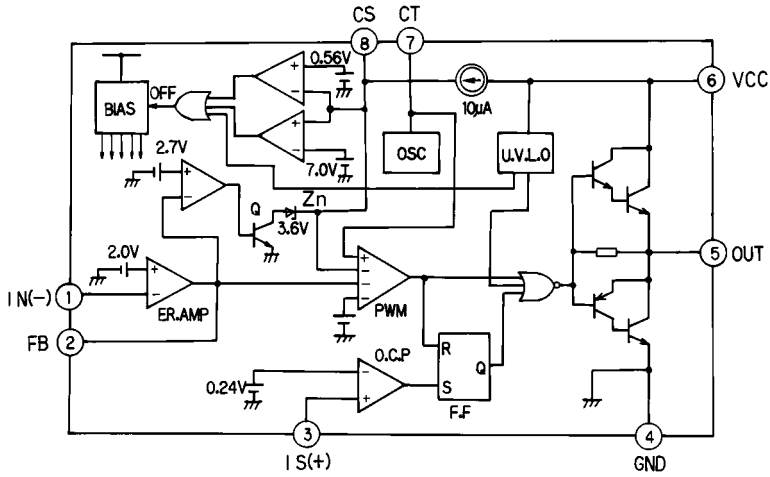 CS CT
8 7
0.56V
6 VCC
OFF
BIAS
10µA
2.7V
7.0V
OSC
U.V.L.O
Q
Zn
3.6V
2.0V
5 OUT
IN(-) 1
ER.AMP
PWM
FB 2
O.C.P
R
Q
0.24V
S
F.F
3
4
IS(+)
GND
+
-
+
-
+
-
+
-
+
-
-
-
-
+